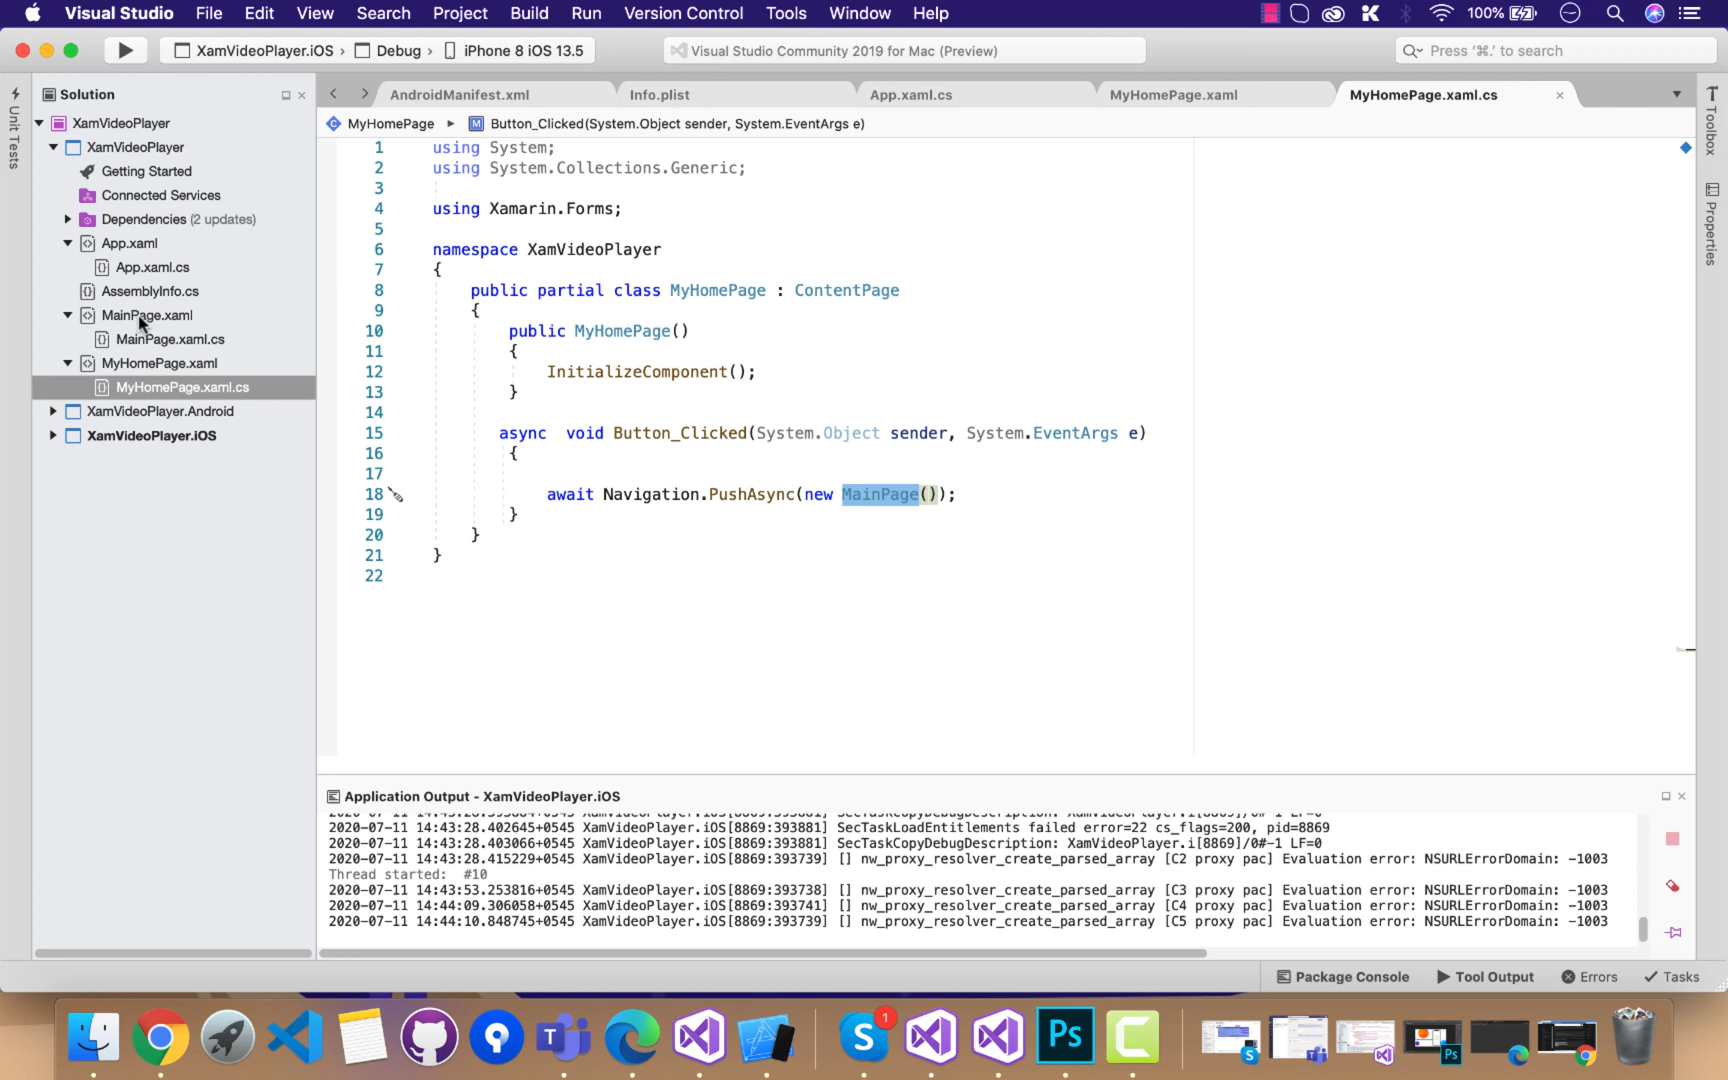 Visual Studio File Edit View Search Project Build Run Version Control Tools Window Help 100%
XamVideoPlayer.iOS › Debug › iPhone 8 iOS 13.5
Visual Studio Community 2019 for Mac (Preview)
Press ‘⌘.’ to search
Unit Tests
Solution
XamVideoPlayer
XamVideoPlayer
Getting Started
Connected Services
Dependencies (2 updates)
App.xaml
App.xaml.cs
AssemblyInfo.cs
MainPage.xaml
MainPage.xaml.cs
MyHomePage.xaml
MyHomePage.xaml.cs
XamVideoPlayer.Android
XamVideoPlayer.iOS
AndroidManifest.xml Info.plist App.xaml.cs MyHomePage.xaml MyHomePage.xaml.cs
MyHomePage M Button_Clicked(System.Object sender, System.EventArgs e)
1 using System;
2 using System.Collections.Generic;
3
4 using Xamarin.Forms;
5
6 namespace XamVideoPlayer
7 {
8 public partial class MyHomePage : ContentPage
9 {
10 public MyHomePage()
11 {
12 InitializeComponent();
13 }
14
15 async void Button_Clicked(System.Object sender, System.EventArgs e)
16 {
17
18 await Navigation.PushAsync(new MainPage());
19 }
20 }
21 }
22
Toolbox
Properties
Application Output - XamVideoPlayer.iOS
2020-07-11 14:43:28.402645+0545 XamVideoPlayer.iOS[8869:393881] SecTaskLoadEntitlements failed error=22 cs_flags=200, pid=8869
2020-07-11 14:43:28.403066+0545 XamVideoPlayer.iOS[8869:393881] SecTaskCopyDebugDescription: XamVideoPlayer.i[8869]/0#-1 LF=0
2020-07-11 14:43:28.415229+0545 XamVideoPlayer.iOS[8869:393739] [] nw_proxy_resolver_create_parsed_array [C2 proxy pac] Evaluation error: NSURLErrorDomain: -1003
Thread started: #10
2020-07-11 14:43:53.253816+0545 XamVideoPlayer.iOS[8869:393738] [] nw_proxy_resolver_create_parsed_array [C3 proxy pac] Evaluation error: NSURLErrorDomain: -1003
2020-07-11 14:44:09.306058+0545 XamVideoPlayer.iOS[8869:393741] [] nw_proxy_resolver_create_parsed_array [C4 proxy pac] Evaluation error: NSURLErrorDomain: -1003
2020-07-11 14:44:10.848745+0545 XamVideoPlayer.iOS[8869:393739] [] nw_proxy_resolver_create_parsed_array [C5 proxy pac] Evaluation error: NSURLErrorDomain: -1003
Package Console Tool Output Errors Tasks
1
Ps